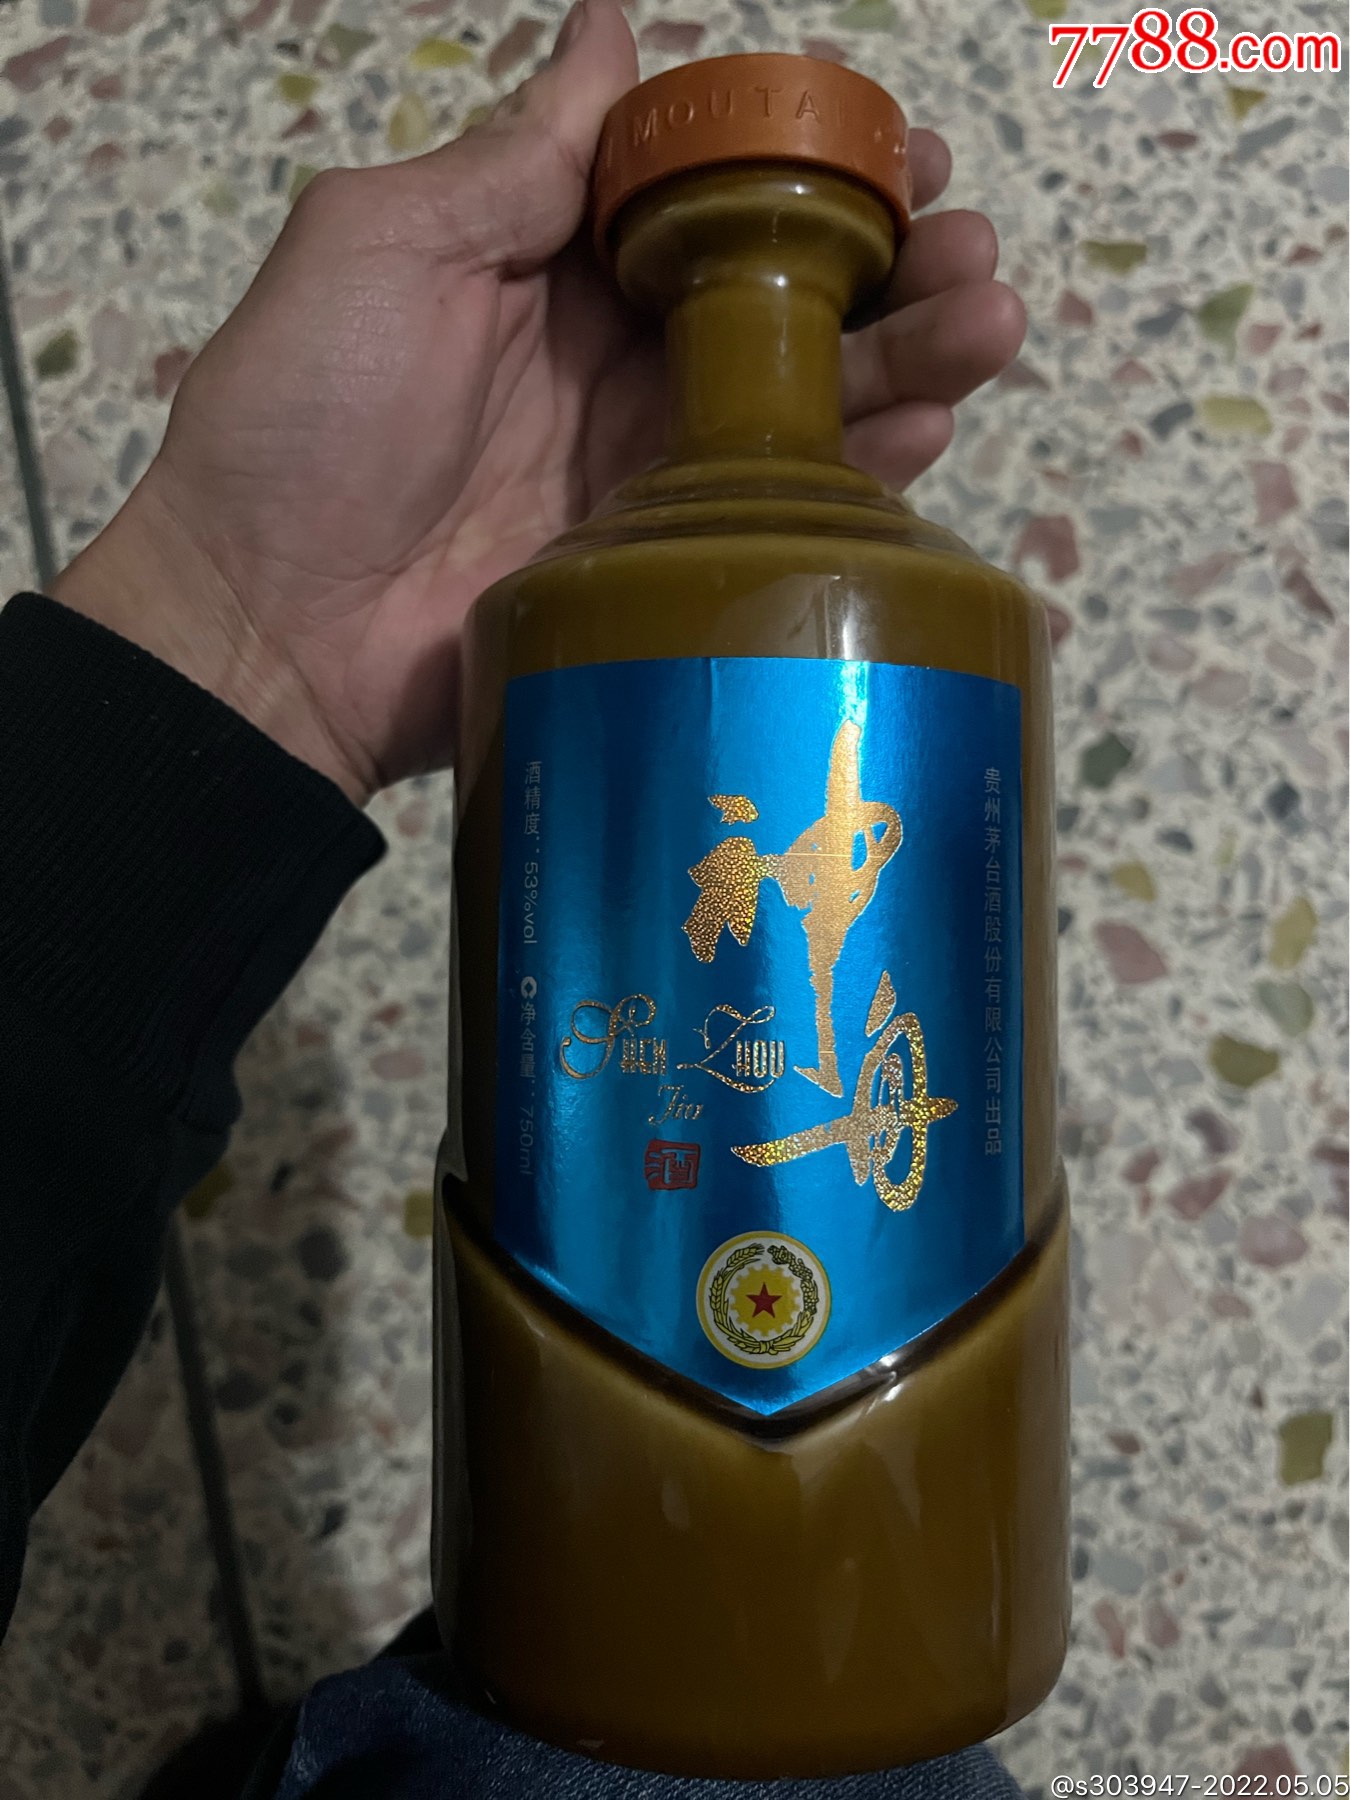 7788.com
MOUTAI
贵州茅台酒股份有限公司出品
神舟
SHEN ZHOU
Jiu
酒
酒精度:53%vol
净含量:750ml
@s303947-2022.05.05